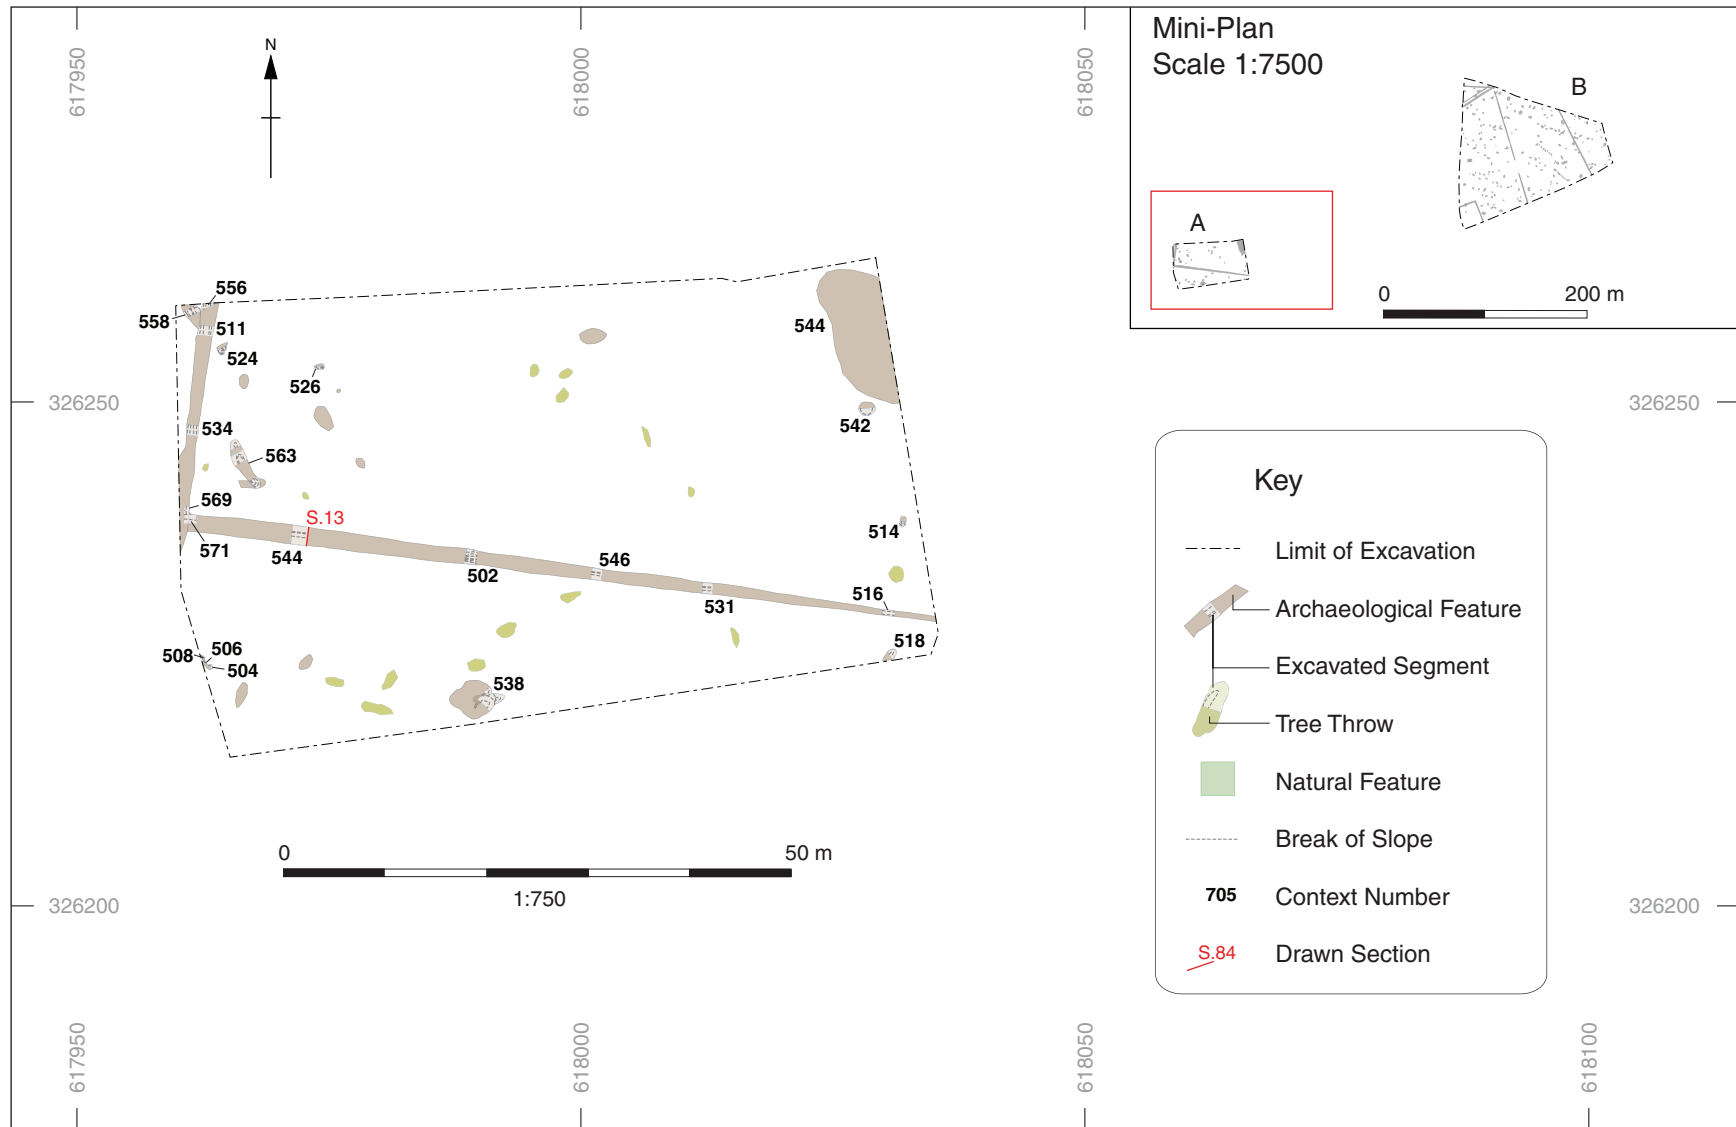 617950
618000
618050
N
Mini-Plan
Scale 1:7500
B
A
0 200 m
556
558
511
524
526
544
326250
326250
542
534
563
569
S.13
571
544
514
502
546
531
516
508
506
504
518
538
0 50 m
1:750
326200
326200
Key
Limit of Excavation
Archaeological Feature
Excavated Segment
Tree Throw
Natural Feature
Break of Slope
705 Context Number
S.84 Drawn Section
617950
618000
618050
618100